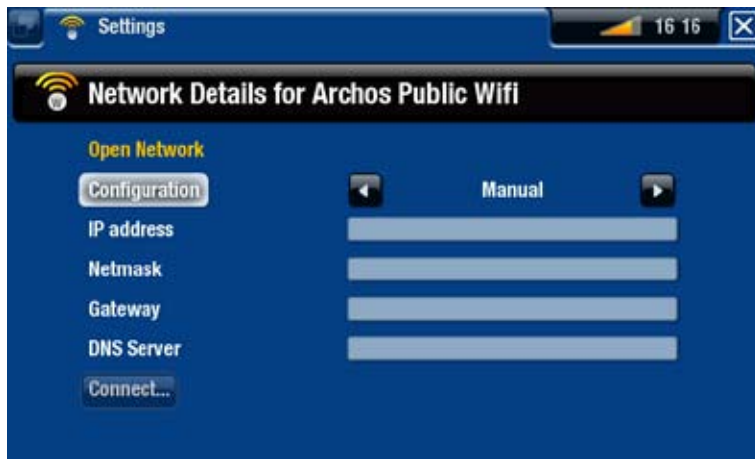 Settings 16 16
Network Details for Archos Public Wifi
Open Network
Configuration Manual
IP address
Netmask
Gateway
DNS Server
Connect...